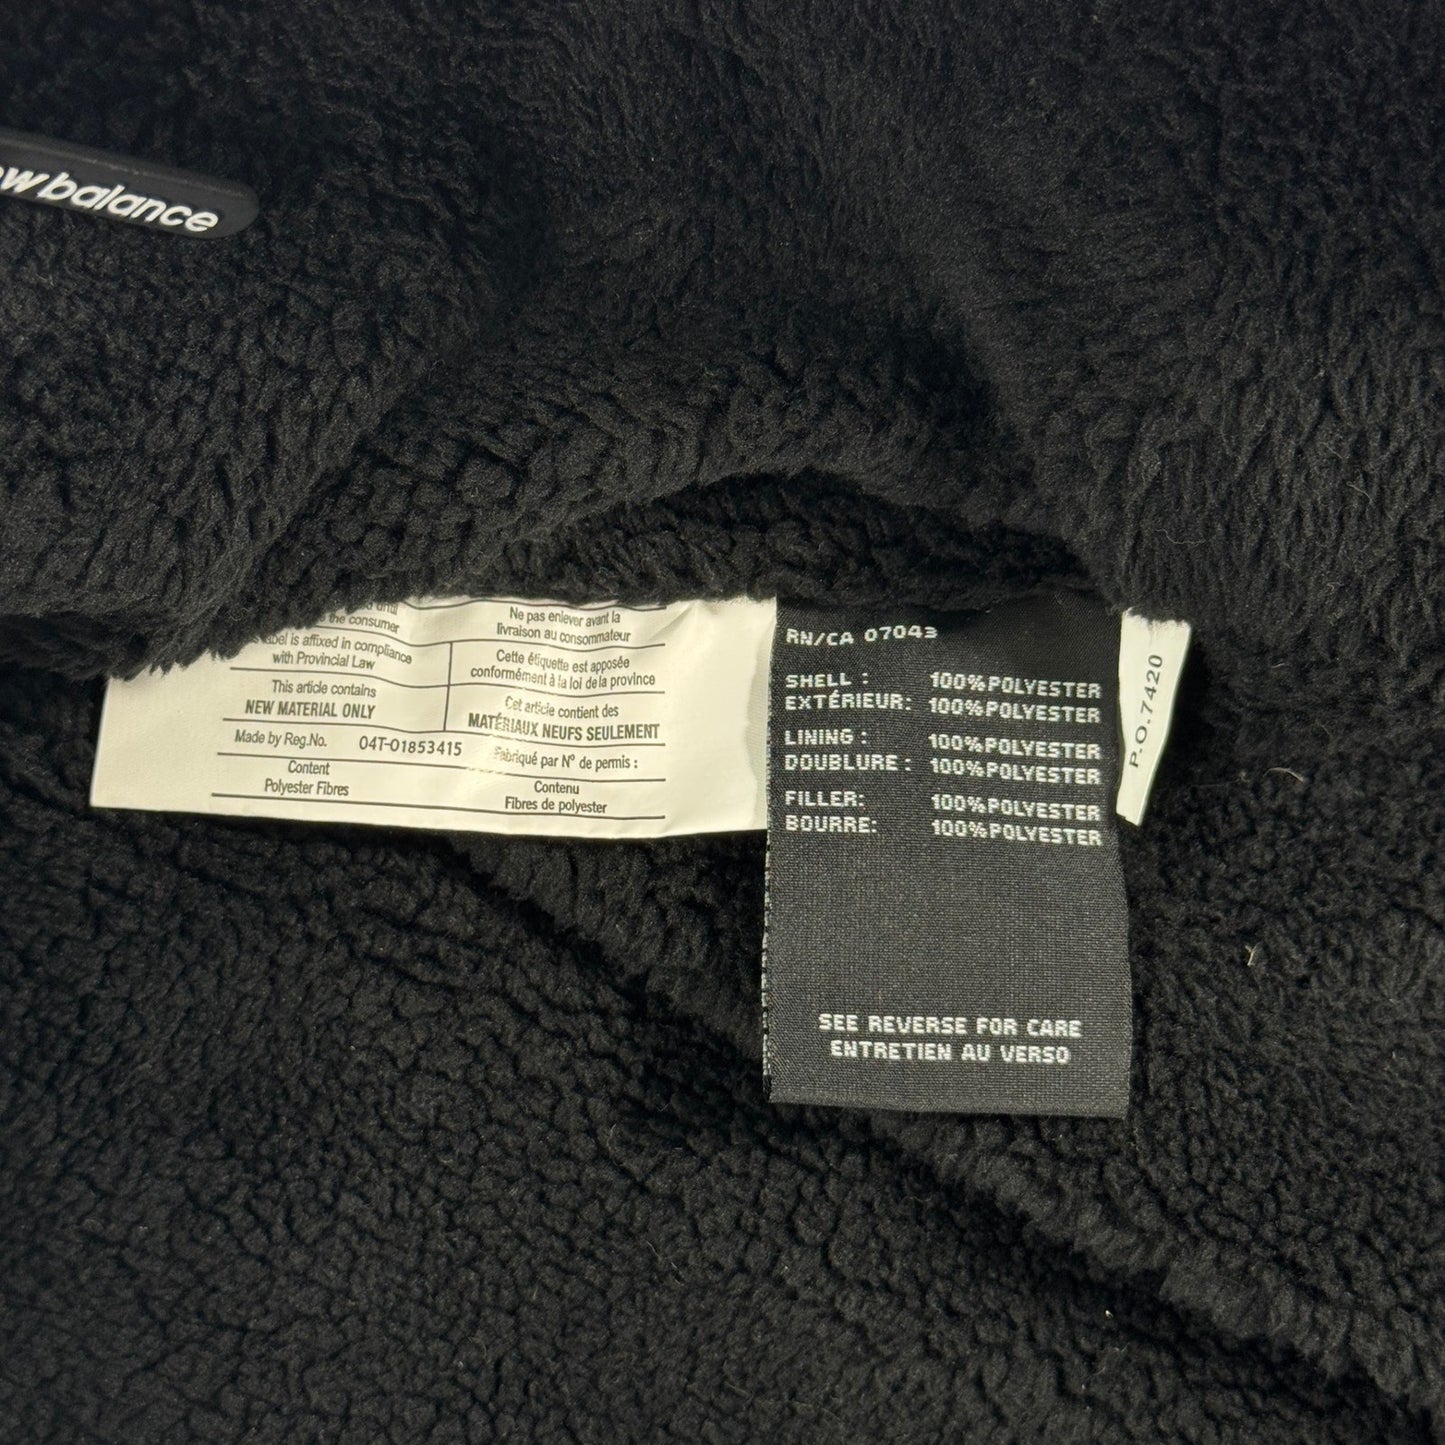 w balance
the consumer
label is affixed in compliance
with Provincial Law
This article contains
NEW MATERIAL ONLY
Made by Reg.No. 04T-01853415
Content
Polyester Fibres
Ne pas enlever avant la
livraison au consommateur
Cette étiquette est apposée
conformément à la loi de la province
Cet article contient des
MATÉRIAUX NEUFS SEULEMENT
Fabriqué par N° de permis :
Contenu
Fibres de polyester
RN/CA 07043
SHELL : 100%POLYESTER
EXTÉRIEUR: 100%POLYESTER
LINING : 100%POLYESTER
DOUBLURE : 100%POLYESTER
FILLER: 100%POLYESTER
BOURRE: 100%POLYESTER
SEE REVERSE FOR CARE
ENTRETIEN AU VERSO
P.O.7420